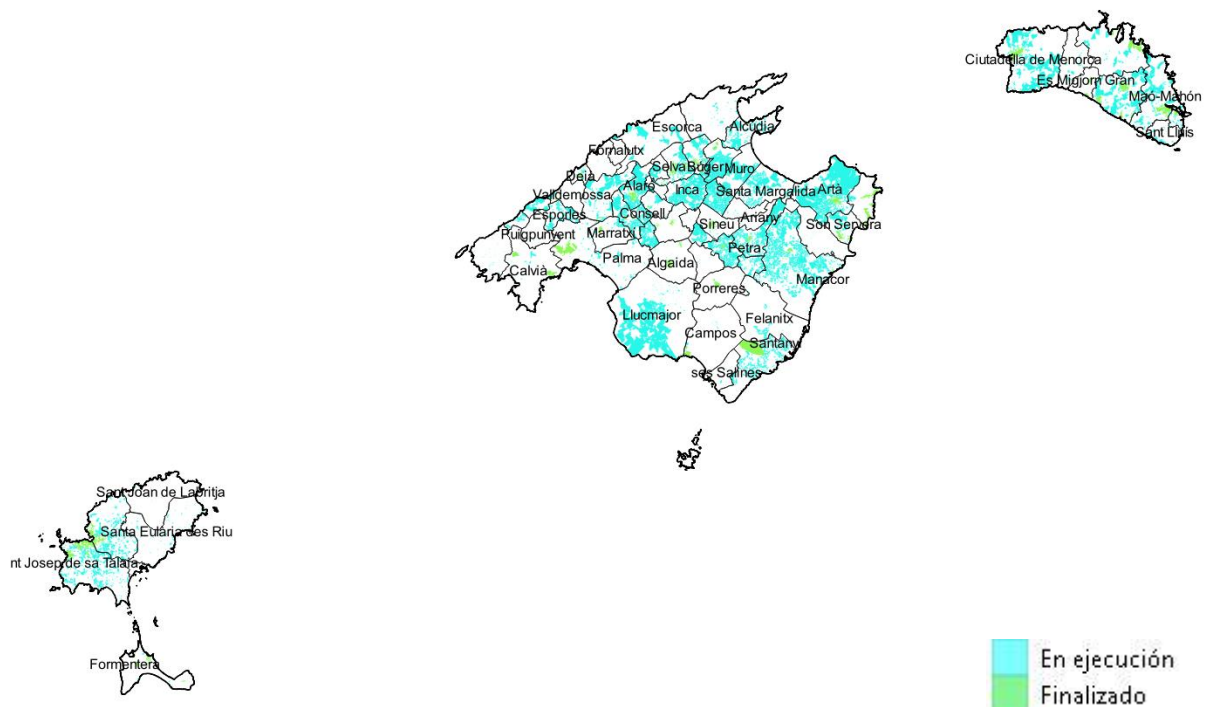 Ciutadella de Menorca
Es Migjorn Gran
Maó-Mahón
Sant Lluís
Escorca
Alcúdia
Fornalutx
Selva
Búger
Muro
Deià
Alaró
Inca
Santa Margalida
Artà
Valldemossa
Esporles
Consell
Sineu
Ariany
Son Servera
Puigpunyent
Marratxí
Petra
Calvià
Palma
Algaida
Manacor
Porreres
Llucmajor
Felanitx
Campos
Santanyí
ses Salines
Sant Joan de Labritja
Santa Eulària des Riu
nt Josep de sa Talaia
Formentera
En ejecución
Finalizado